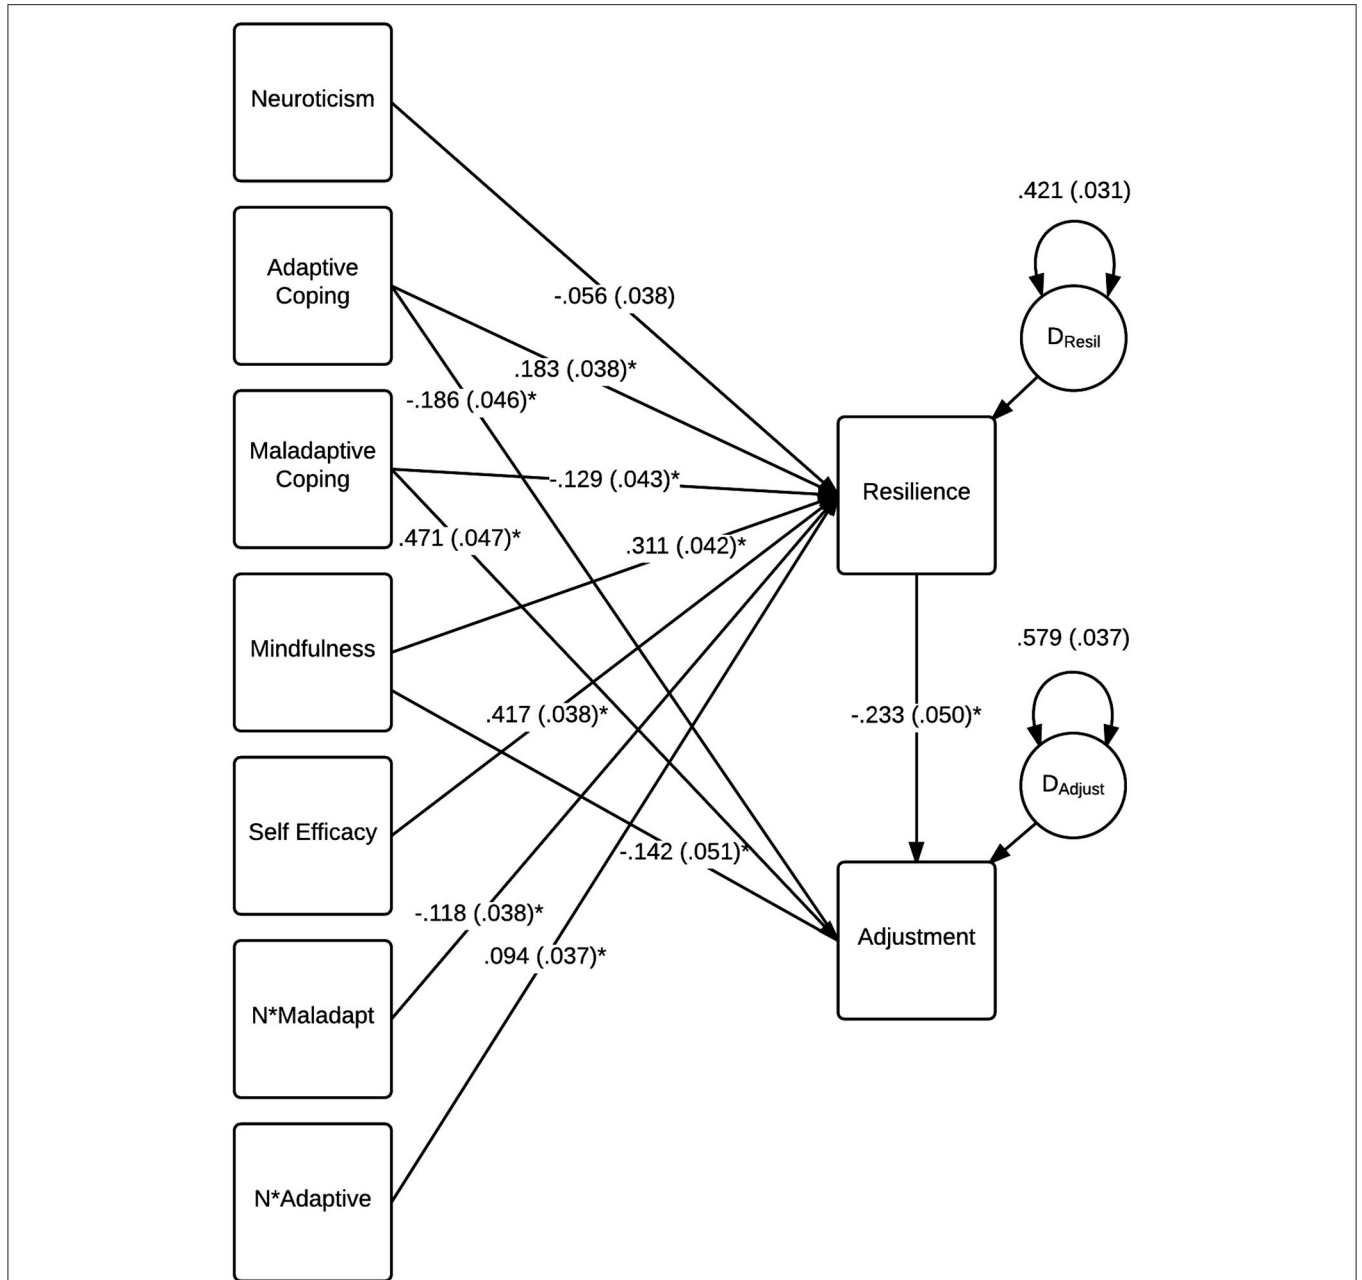 Neuroticism
.421 (.031)
Adaptive
Coping
-.056 (.038)
D Resil
.183 (.038)*
-.186 (.046)*
Maladaptive
Coping
-.129 (.043)*
Resilience
.471 (.047)*
.311 (.042)*
Mindfulness
.579 (.037)
.417 (.038)*
-.233 (.050)*
D Adjust
Self Efficacy
-.142 (.051)*
-.118 (.038)*
Adjustment
.094 (.037)*
N*Maladapt
N*Adaptive